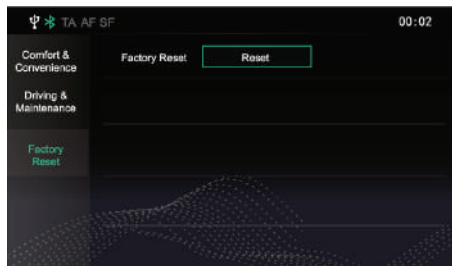 TA AF SF 00:02
Comfort &
Convenience
Factory Reset Reset
Driving &
Maintenance
Factory
Reset